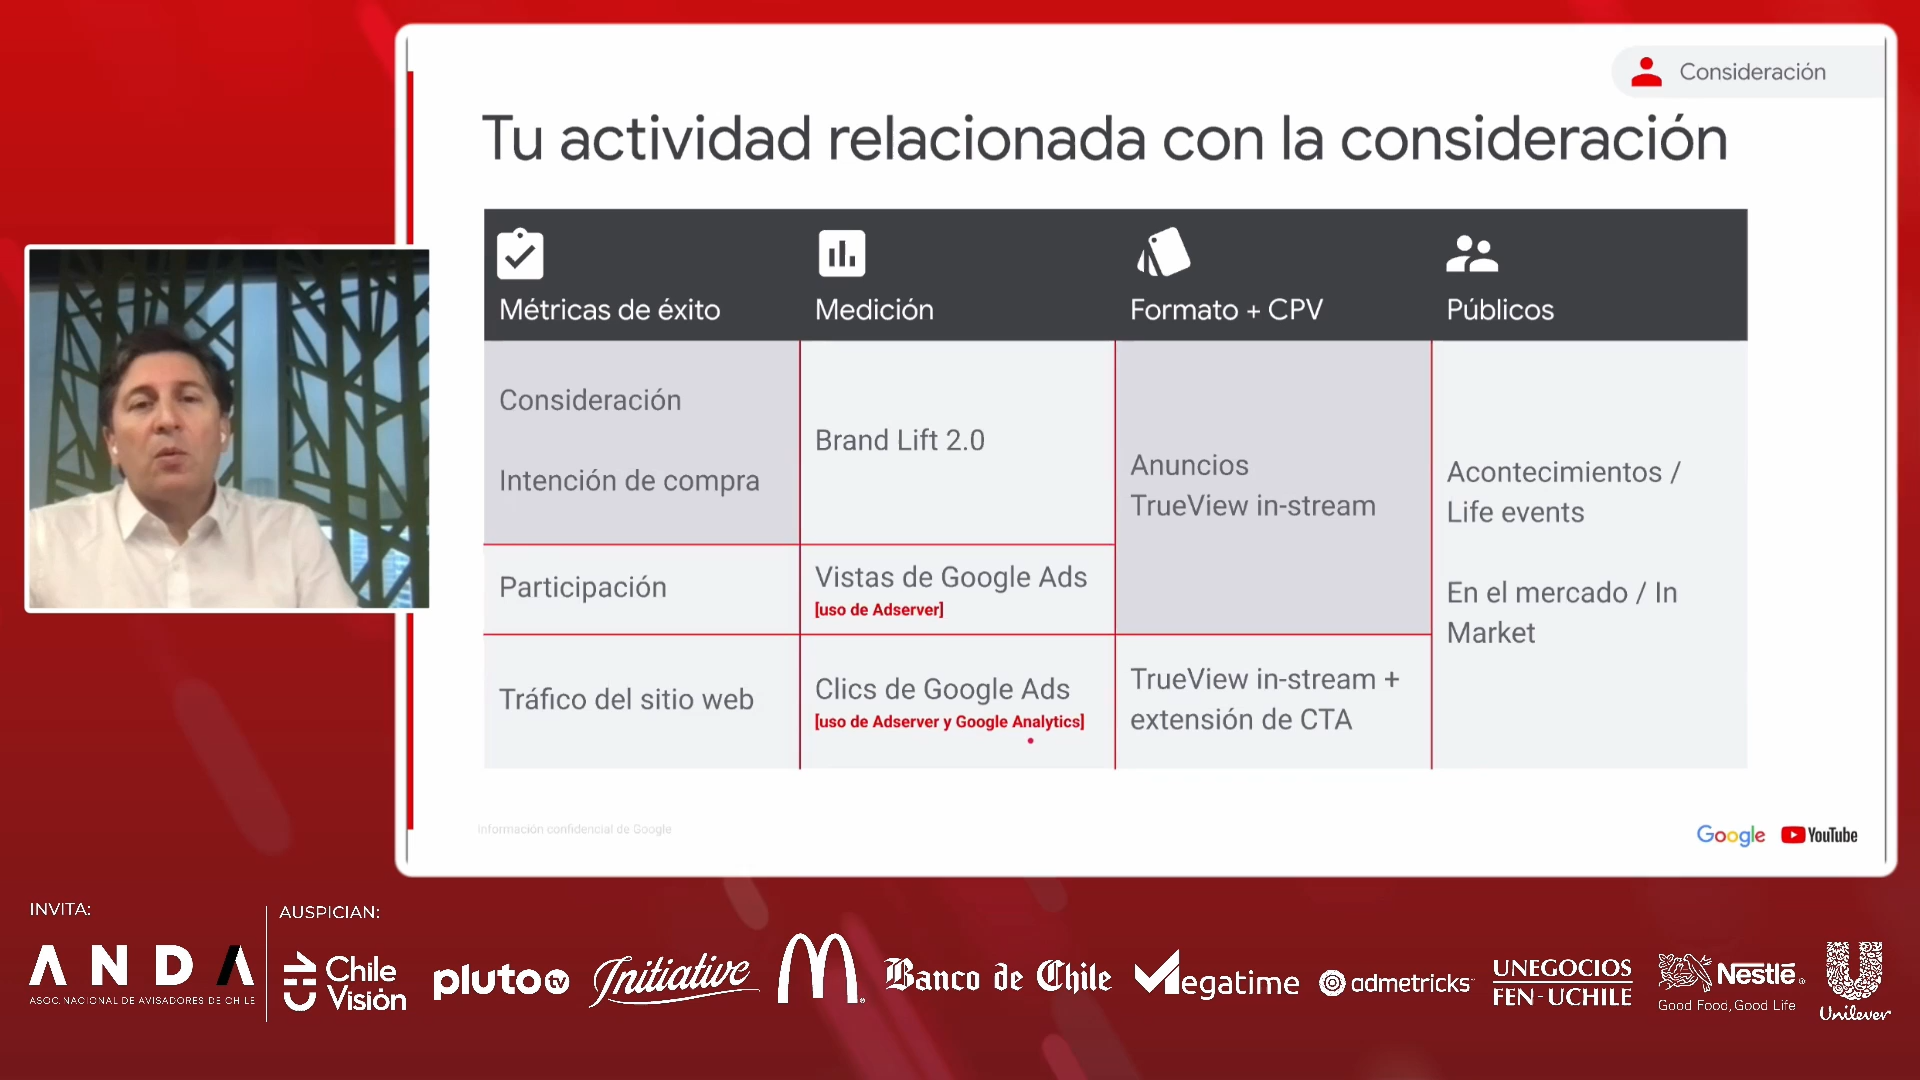 Consideración
Tu actividad relacionada con la consideración
Métricas de éxito
Medición
Formato + CPV
Públicos
Consideración
Intención de compra
Brand Lift 2.0
Anuncios
TrueView in-stream
Acontecimientos /
Life events
En el mercado / In
Market
Participación
Vistas de Google Ads
[uso de Adserver]
Tráfico del sitio web
Clics de Google Ads
[uso de Adserver y Google Analytics]
TrueView in-stream +
extensión de CTA
Información confidencial de Google
Google
YouTube
INVITA:
ANDA
ASOC. NACIONAL DE AVISADORES DE CHILE
AUSPICIAN:
CHV
Chile
Visión
pluto tv
Initiative
Banco de Chile
Megatime
admetricks
UNEGOCIOS
FEN-UCHILE
Nestlé
Good Food, Good Life
Unilever